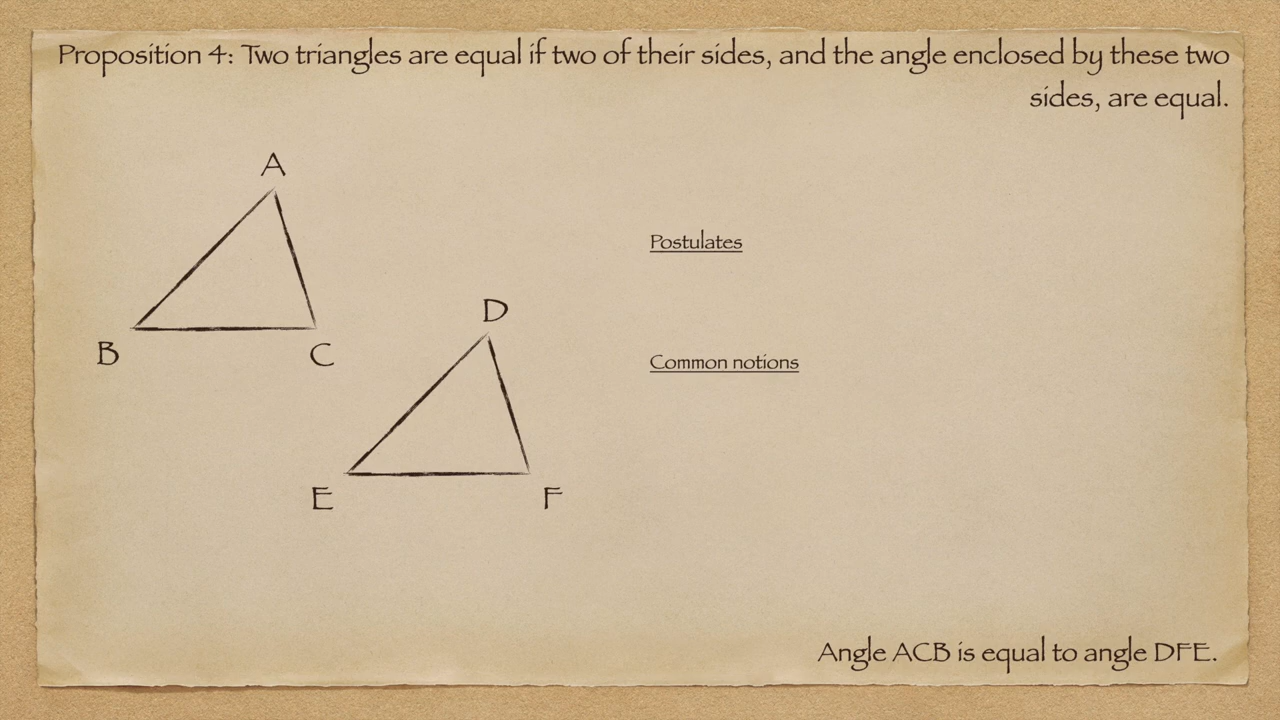 Proposition 4: Two triangles are equal if two of their sides, and the angle enclosed by these two
sides, are equal.
A
B
C
D
E
F
Postulates
Common notions
Angle ACB is equal to angle DFE.